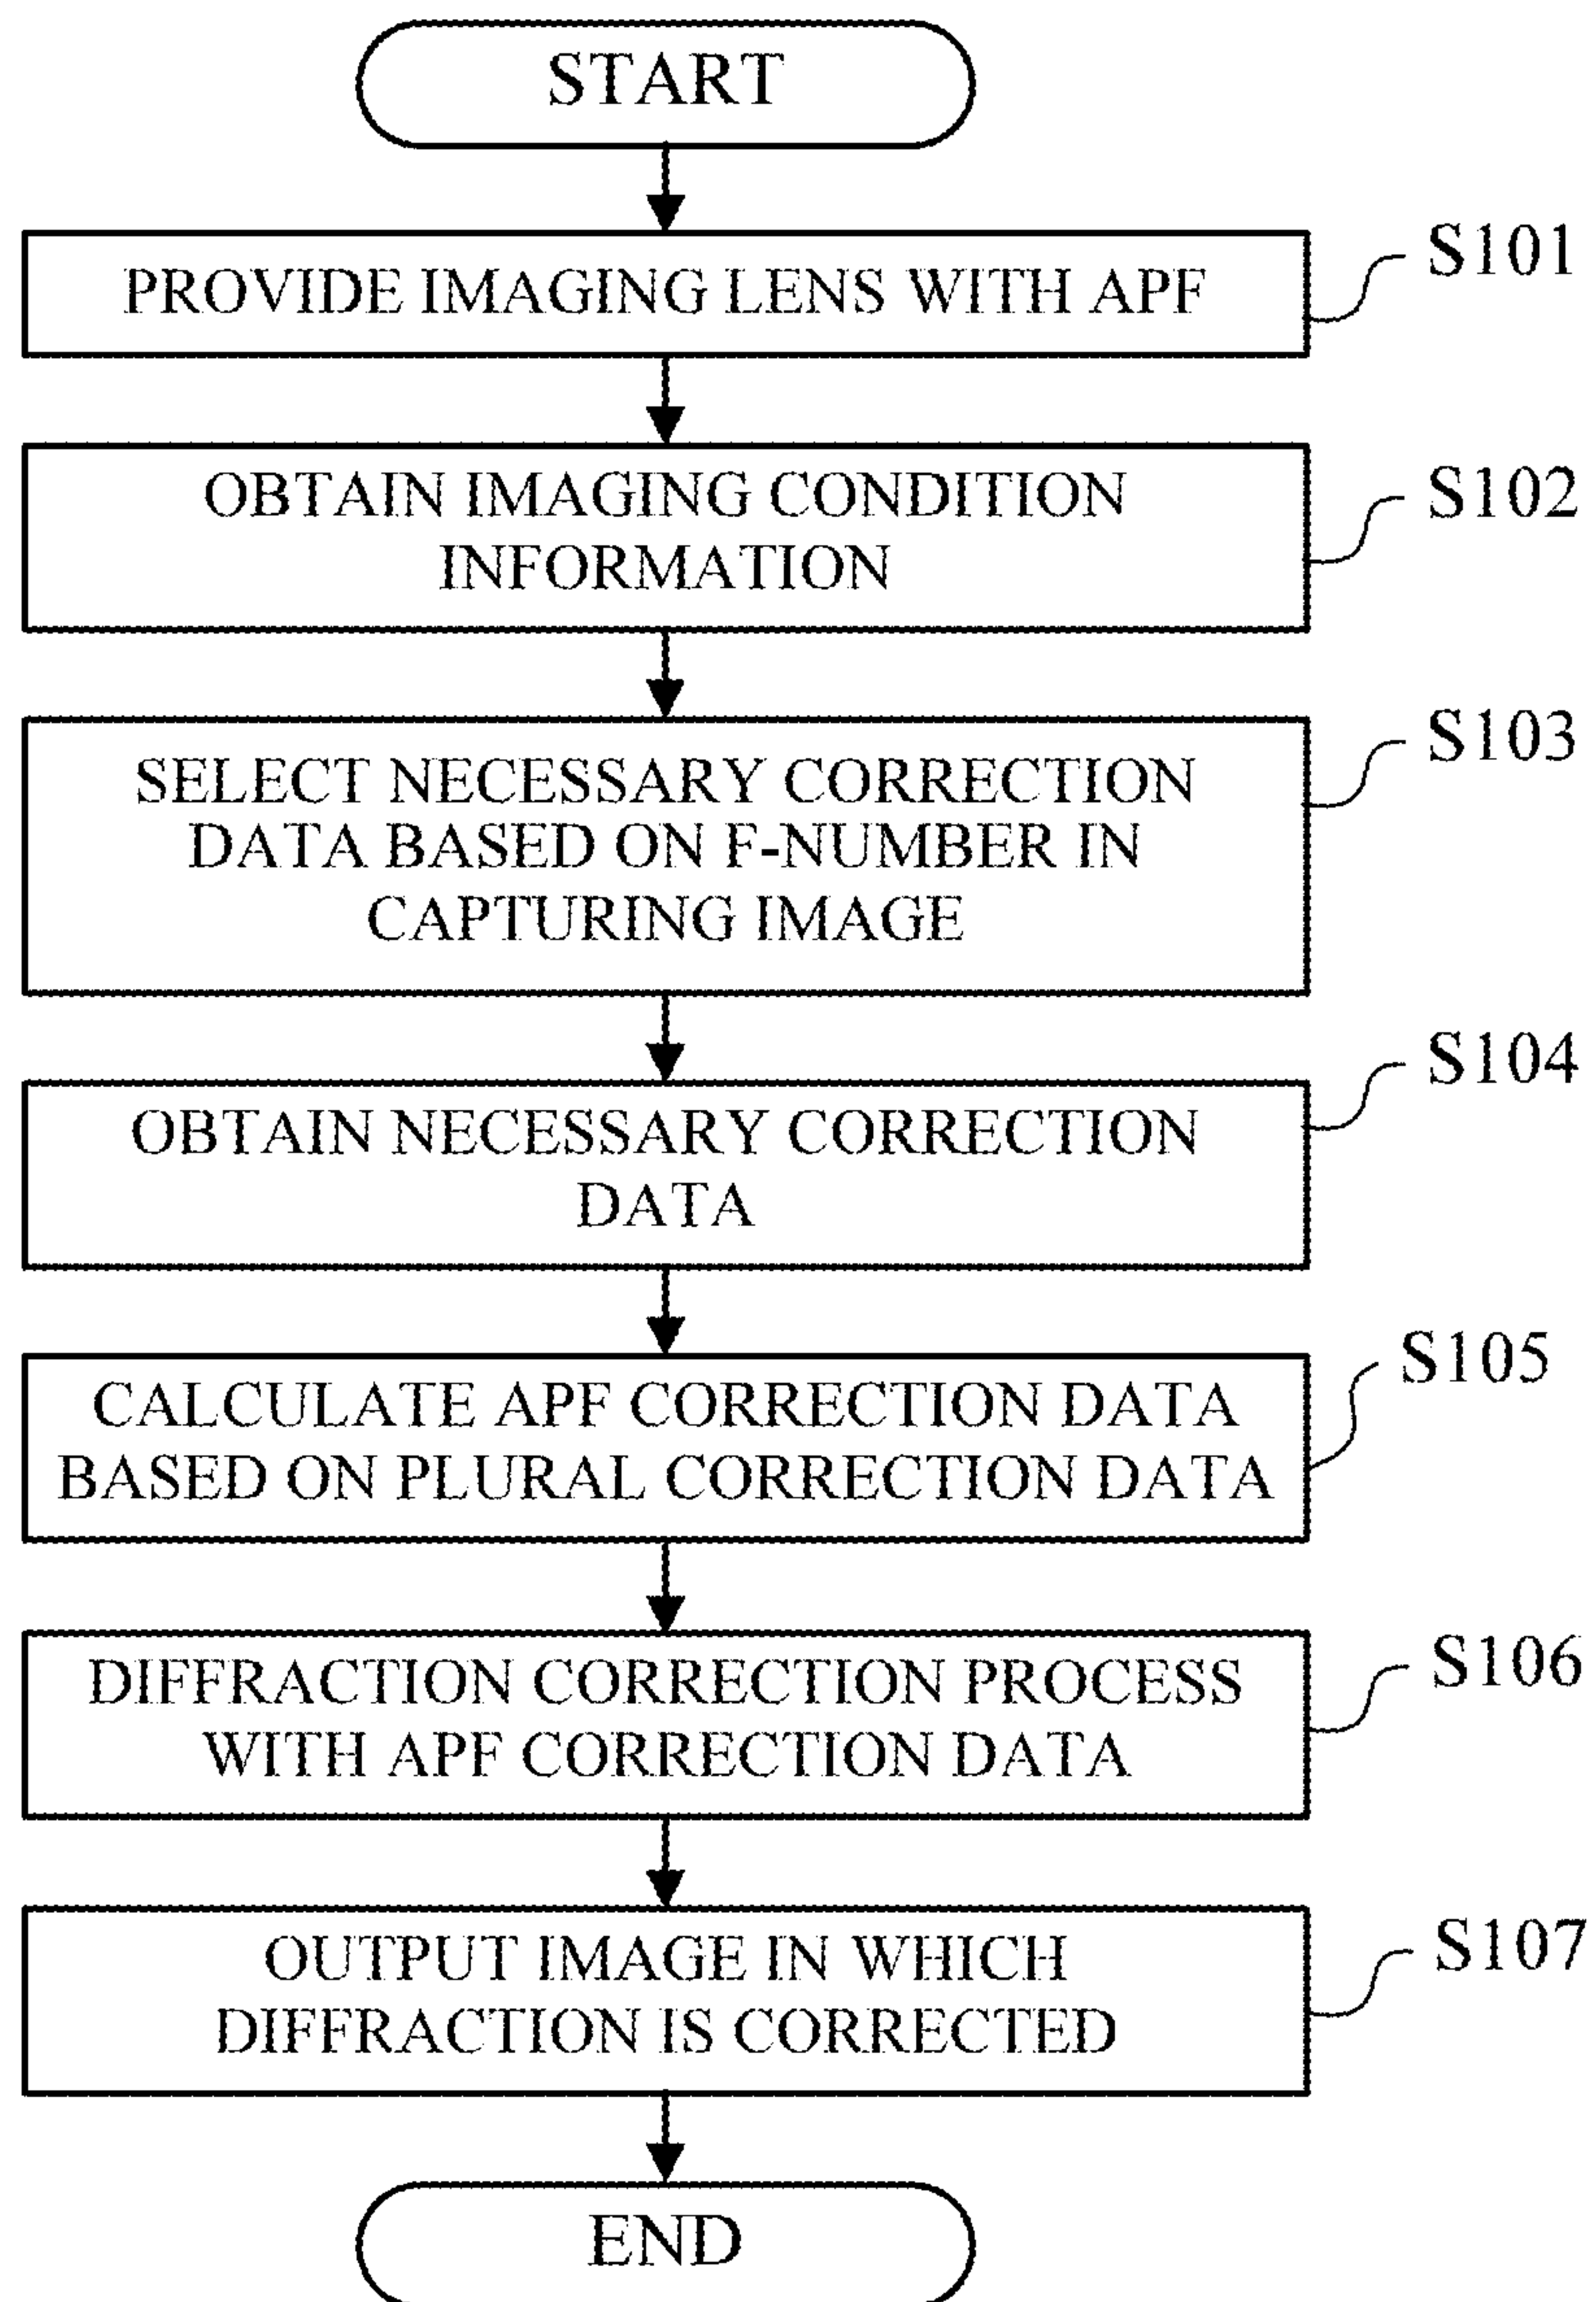 START
PROVIDE IMAGING LENS WITH APF
S101
OBTAIN IMAGING CONDITION
INFORMATION
S102
SELECT NECESSARY CORRECTION
DATA BASED ON F-NUMBER IN
CAPTURING IMAGE
S103
OBTAIN NECESSARY CORRECTION
DATA
S104
CALCULATE APF CORRECTION DATA
BASED ON PLURAL CORRECTION DATA
S105
DIFFRACTION CORRECTION PROCESS
WITH APF CORRECTION DATA
S106
OUTPUT IMAGE IN WHICH
DIFFRACTION IS CORRECTED
S107
END